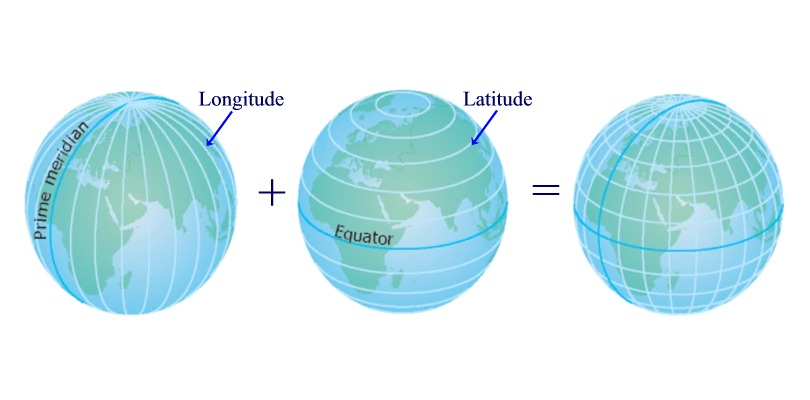 Longitude
Prime meridian
+
Latitude
Equator
=